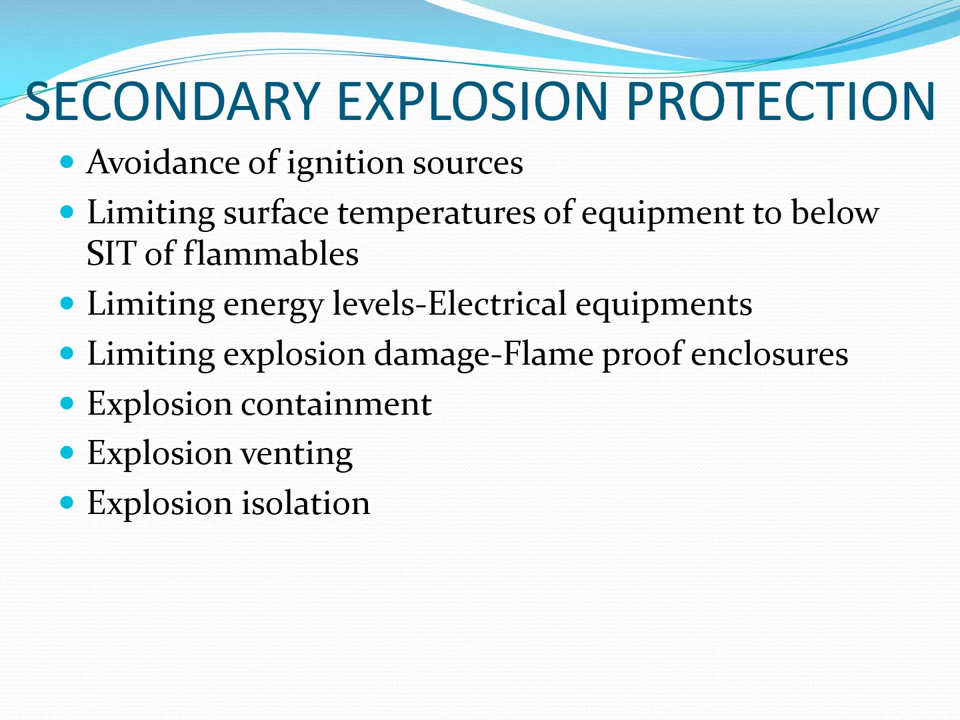 SECONDARY EXPLOSION PROTECTION
Avoidance of ignition sources
Limiting surface temperatures of equipment to below
SIT of flammables
Limiting energy levels-Electrical equipments
Limiting explosion damage-Flame proof enclosures
Explosion containment
Explosion venting
Explosion isolation